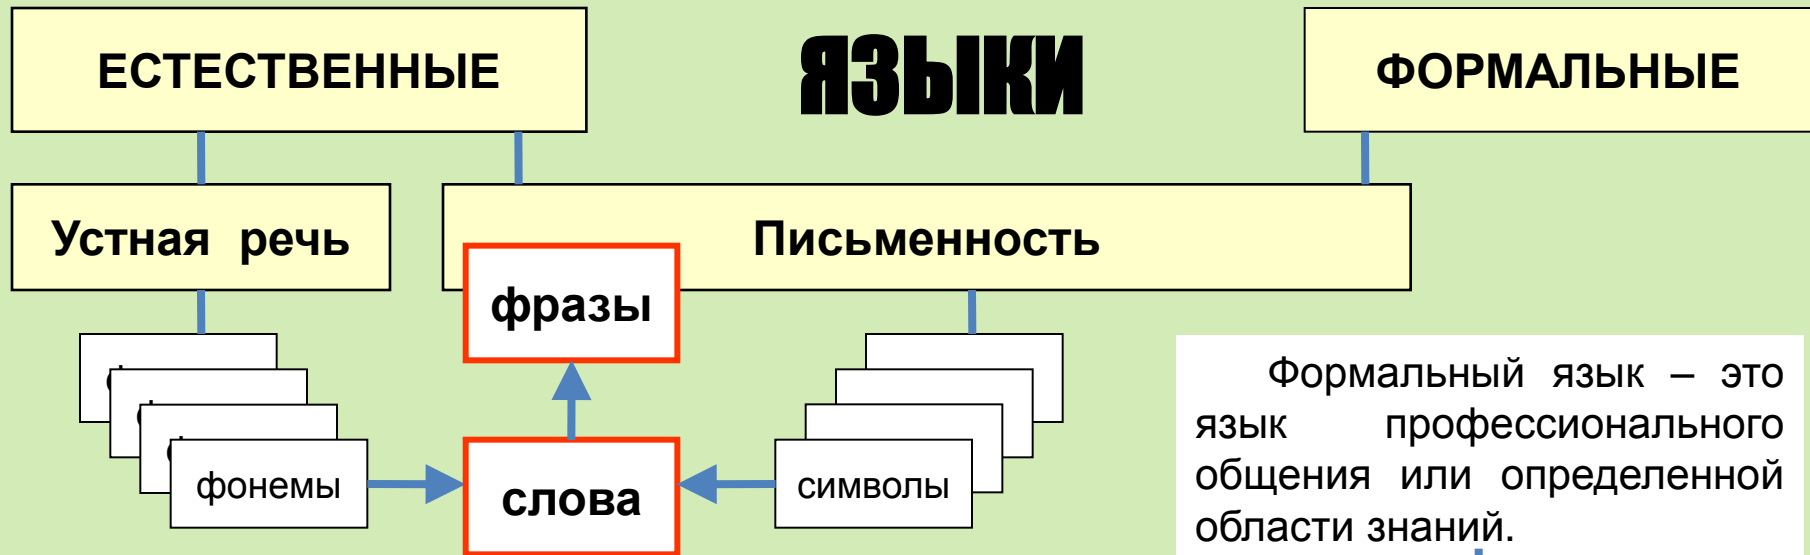 ЕСТЕСТВЕННЫЕ
ЯЗЫКИ
ФОРМАЛЬНЫЕ
Устная речь
Письменность
фразы
фонемы
слова
символы
Формальный язык – это
язык профессионального
общения или определенной
области знаний.